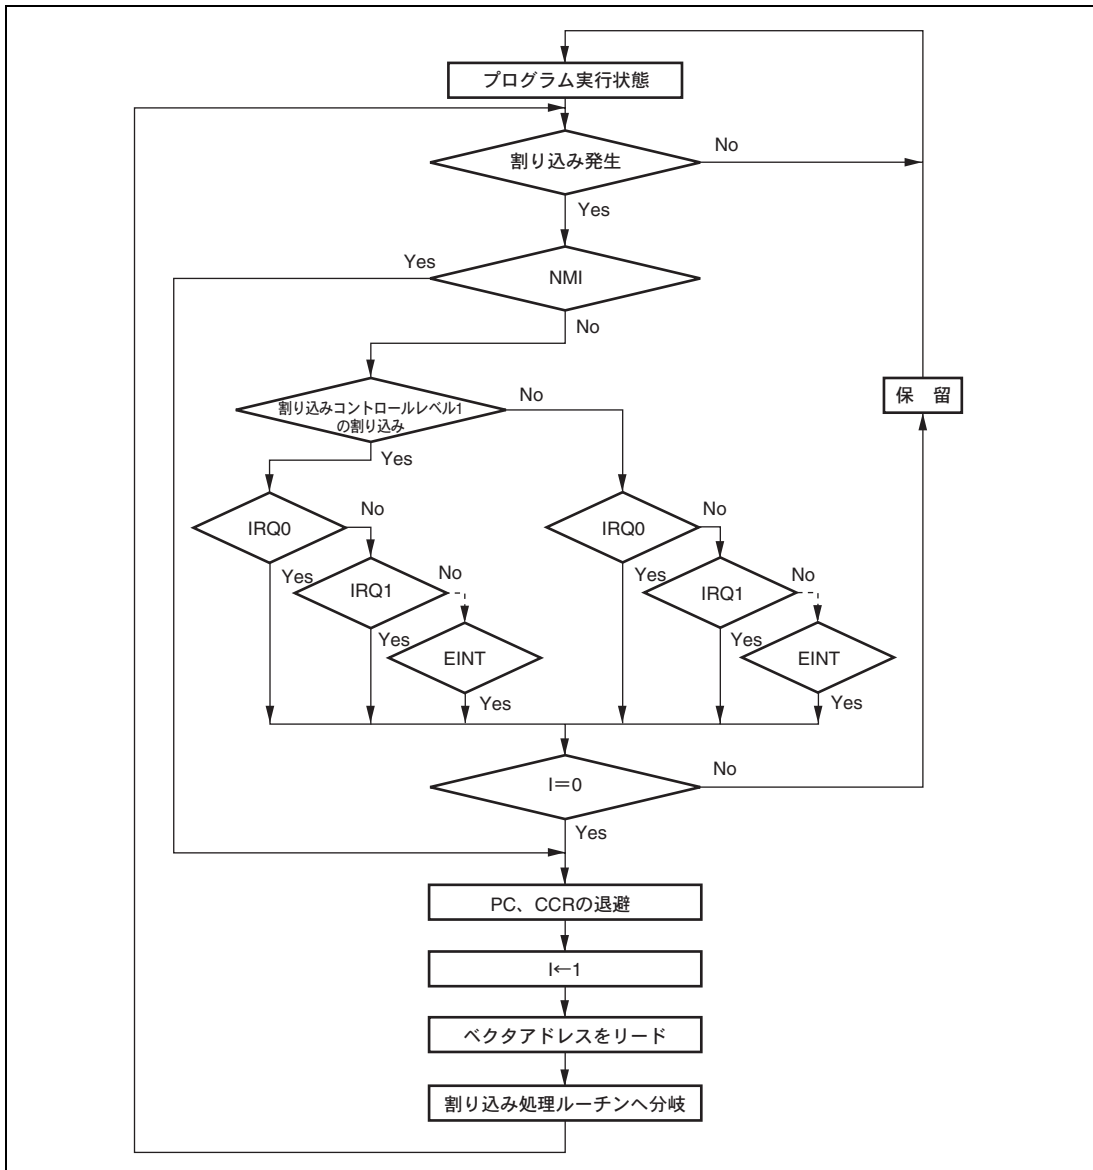 プログラム実行状態
割り込み発生
No
Yes
Yes
NMI
No
割り込みコントロールレベル1
の割り込み
No
Yes
保 留
IRQ0
No
IRQ0
No
Yes
IRQ1
No
Yes
IRQ1
No
Yes
EINT
Yes
EINT
Yes
Yes
I=0
No
Yes
PC、CCRの退避
I←1
ベクタアドレスをリード
割り込み処理ルーチンへ分岐